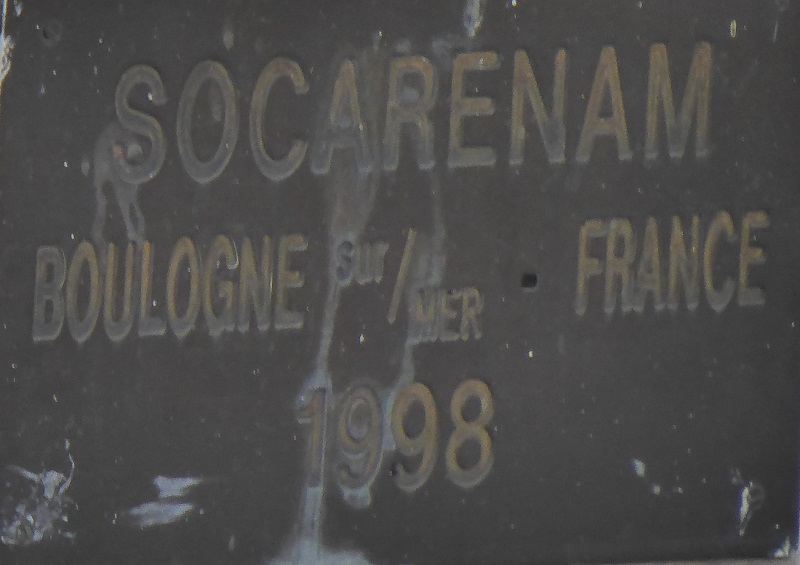 SOCARENAM
BOULOGNE sur/MER · FRANCE
1998